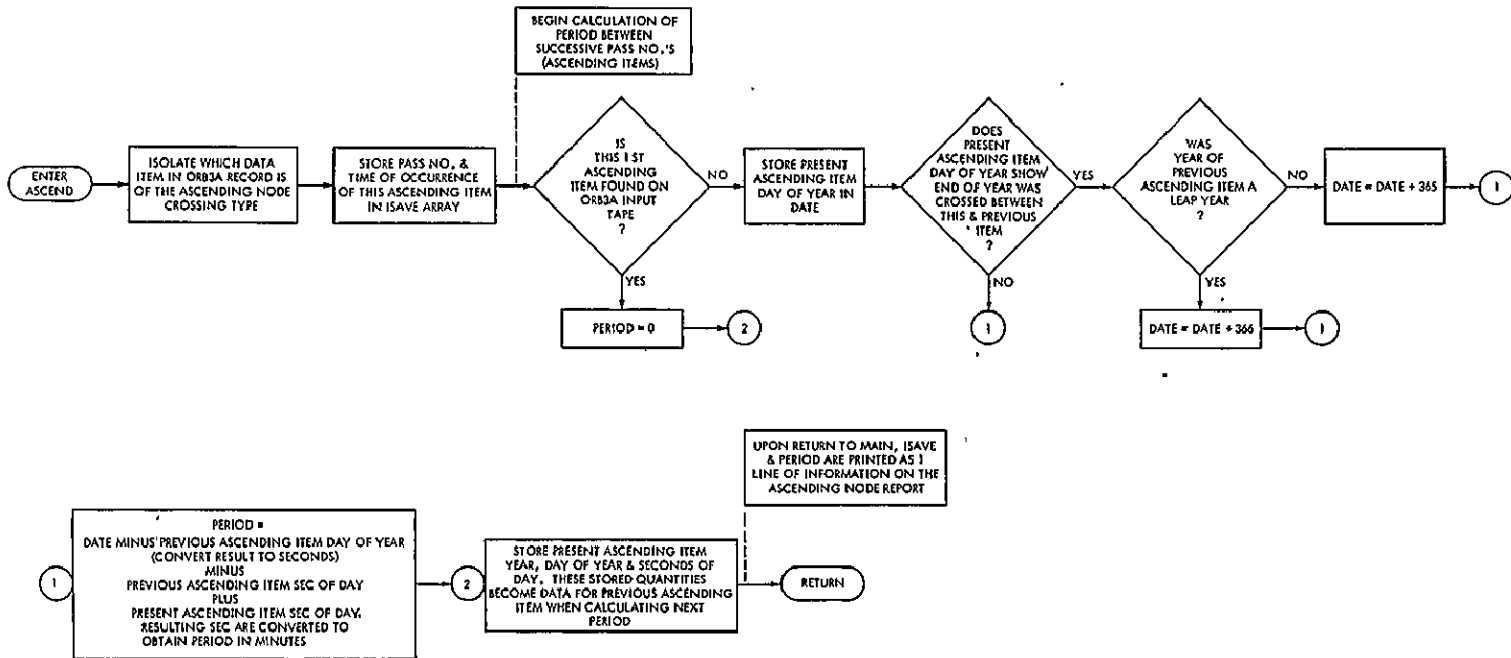 BEGIN CALCULATION OF
PERIOD BETWEEN
SUCCESSIVE PASS NO.'S
(ASCENDING ITEMS)
ENTER
ASCEND
ISOLATE WHICH DATA
ITEM IN ORB3A RECORD IS
OF THE ASCENDING NODE
CROSSING TYPE
STORE PASS NO. &
TIME OF OCCURRENCE
OF THIS ASCENDING ITEM
IN ISAVE ARRAY
IS
THIS 1 ST
ASCENDING
ITEM FOUND ON
ORB3A INPUT
TAPE
?
NO
YES
PERIOD = 0
2
STORE PRESENT
ASCENDING ITEM
DAY OF YEAR IN
DATE
DOES
PRESENT
ASCENDING ITEM
DAY OF YEAR SHOW
END OF YEAR WAS
CROSSED BETWEEN
THIS & PREVIOUS
ITEM
?
YES
NO
1
WAS
YEAR OF
PREVIOUS
ASCENDING ITEM A
LEAP YEAR
?
NO
DATE = DATE + 365
1
YES
DATE = DATE + 366
1
UPON RETURN TO MAIN, ISAVE
& PERIOD ARE PRINTED AS 1
LINE OF INFORMATION ON THE
ASCENDING NODE REPORT
1
PERIOD =
DATE MINUS PREVIOUS ASCENDING ITEM DAY OF YEAR
(CONVERT RESULT TO SECONDS)
MINUS
PREVIOUS ASCENDING ITEM SEC OF DAY
PLUS
PRESENT ASCENDING ITEM SEC OF DAY.
RESULTING SEC ARE CONVERTED TO
OBTAIN PERIOD IN MINUTES
2
STORE PRESENT ASCENDING ITEM
YEAR, DAY OF YEAR & SECONDS OF
DAY. THESE STORED QUANTITIES
BECOME DATA FOR PREVIOUS ASCENDING
ITEM WHEN CALCULATING NEXT
PERIOD
RETURN